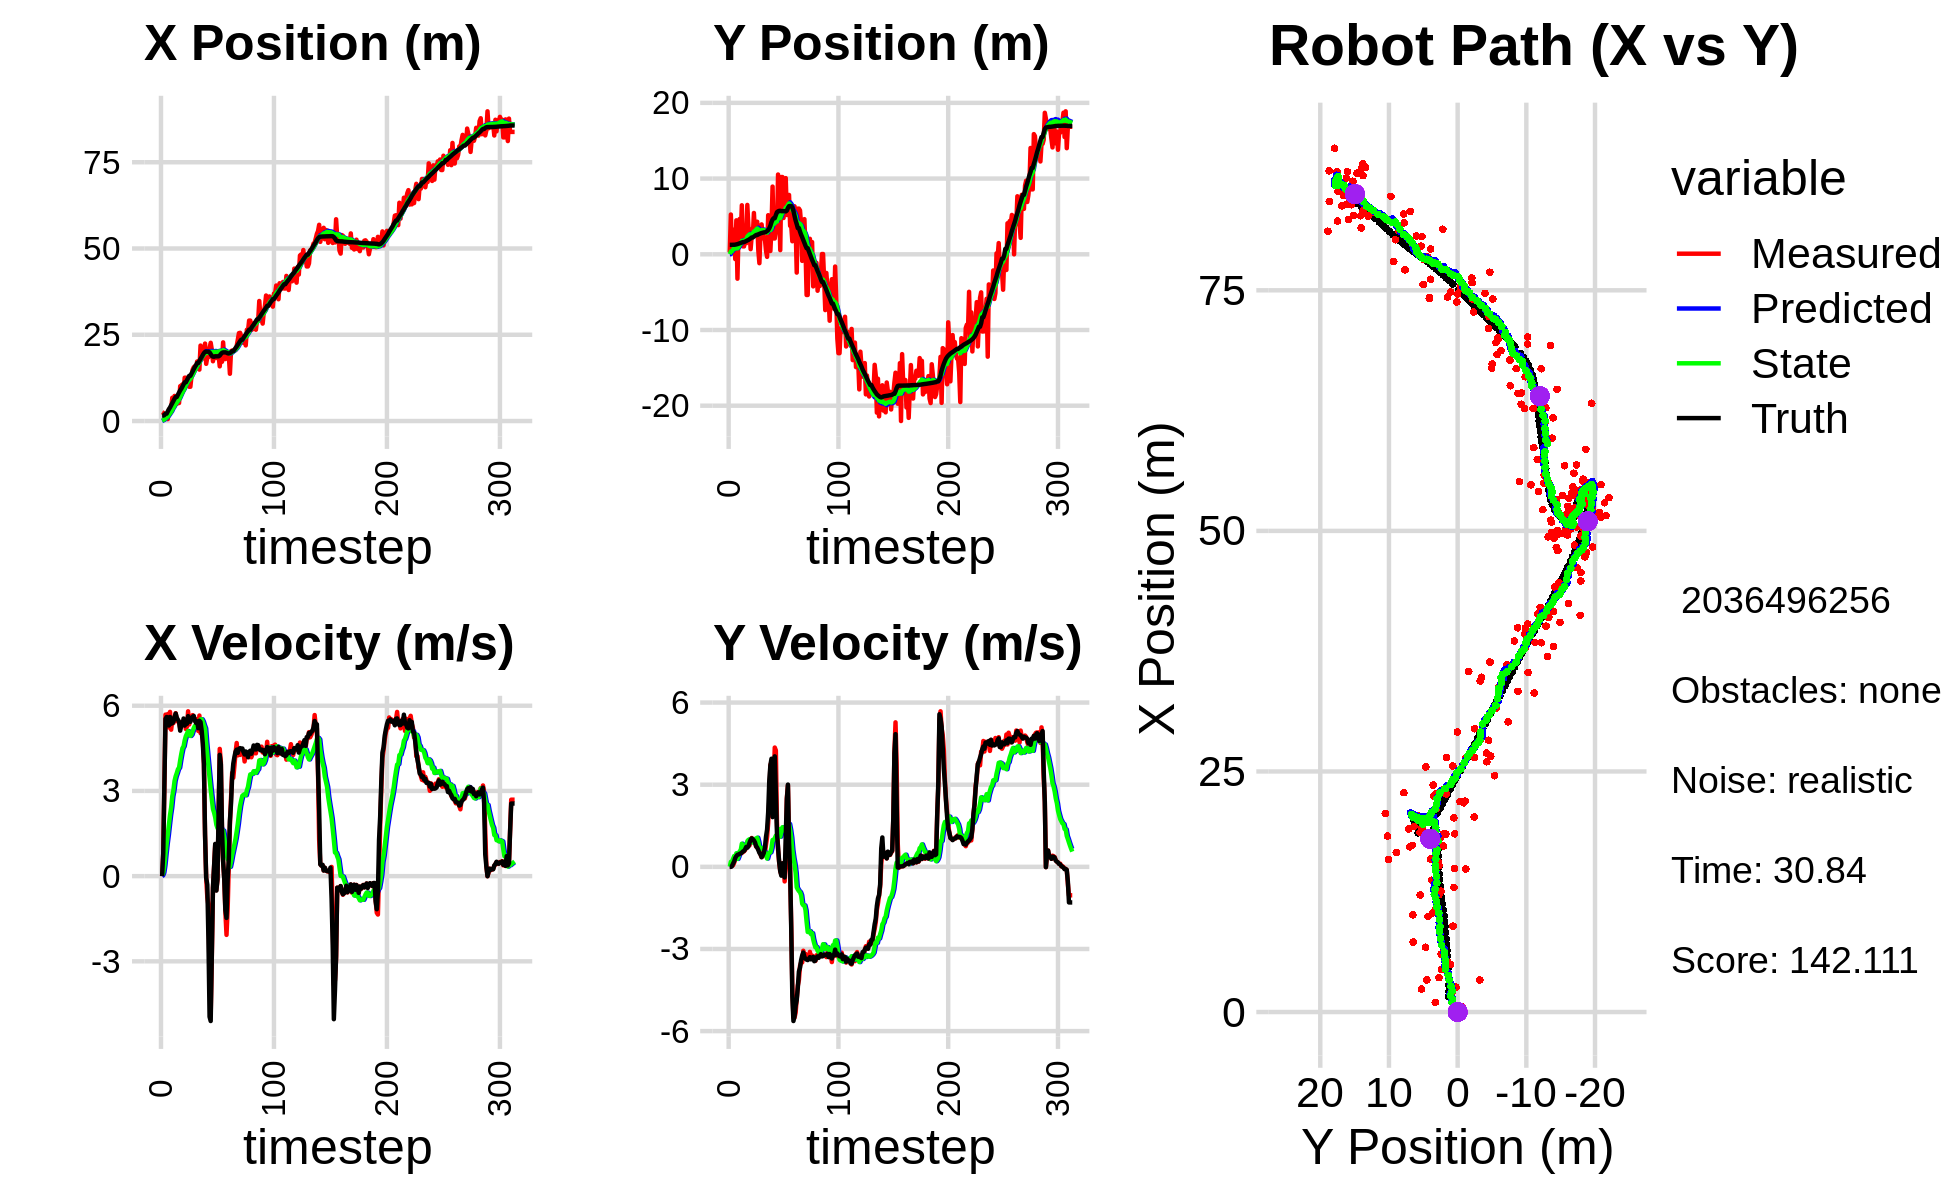 X Position (m)
75
50
25
0
0
100
200
300
timestep
Y Position (m)
20
10
0
-10
-20
0
100
200
300
timestep
X Velocity (m/s)
6
3
0
-3
0
100
200
300
timestep
Y Velocity (m/s)
6
3
0
-3
-6
0
100
200
300
timestep
Robot Path (X vs Y)
X Position (m)
75
50
25
0
20
10
0
-10
-20
Y Position (m)
variable
Measured
Predicted
State
Truth
2036496256
Obstacles: none
Noise: realistic
Time: 30.84
Score: 142.111